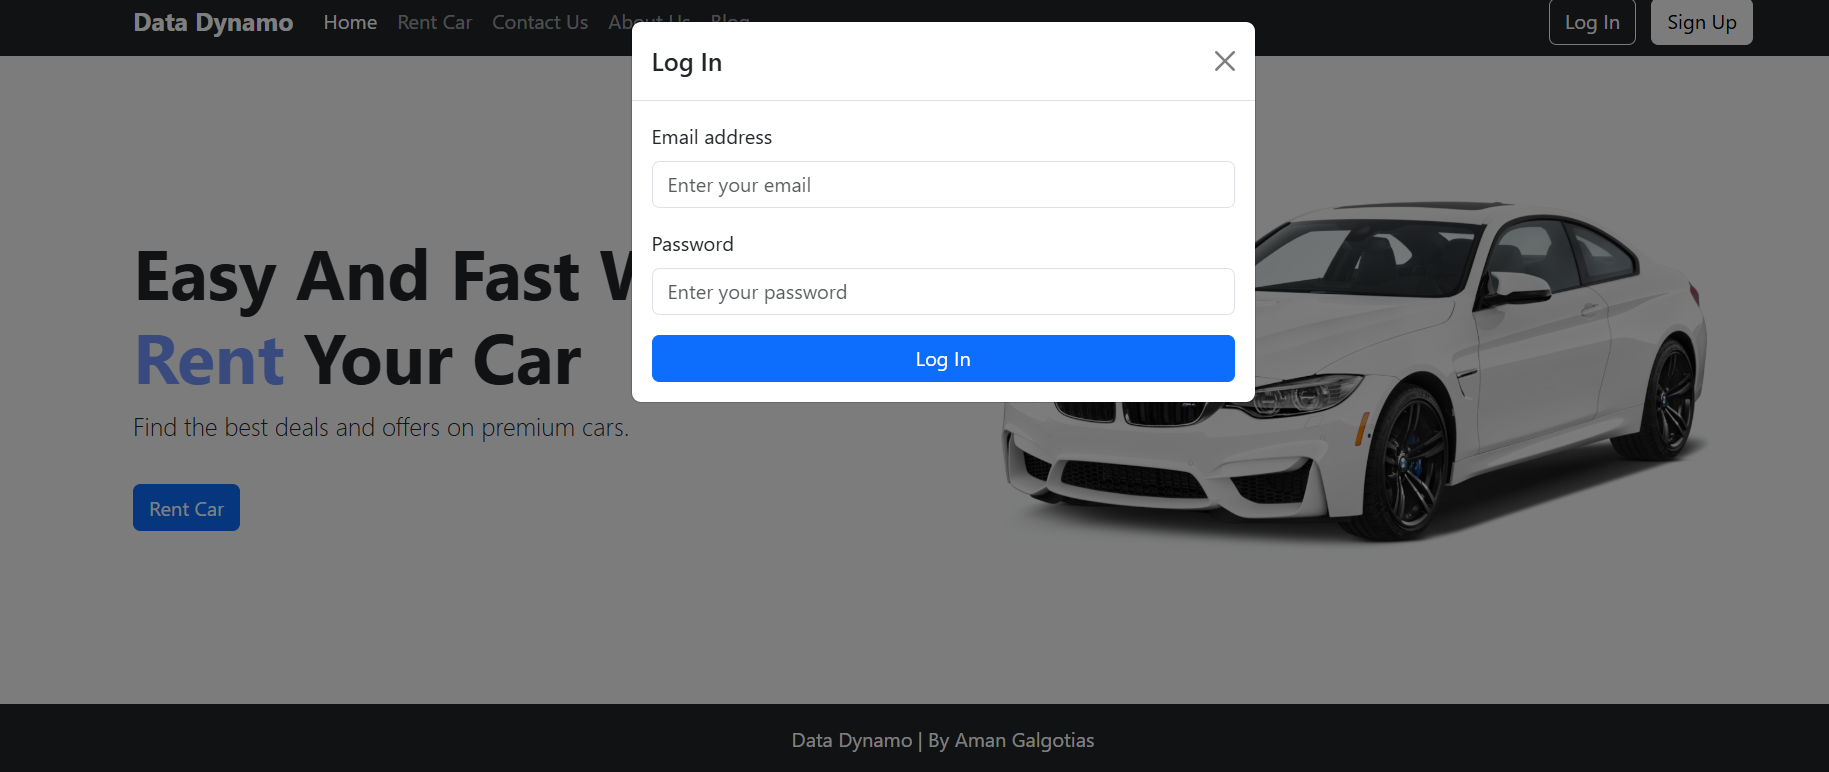 Data Dynamo
Home
Rent Car
Contact Us
About Us
Blog
Log In
Sign Up
Log In
Email address
Enter your email
Password
Enter your password
Log In
Easy And Fast
Rent Your Car
Find the best deals and offers on premium cars.
Rent Car
Data Dynamo | By Aman Galgotias